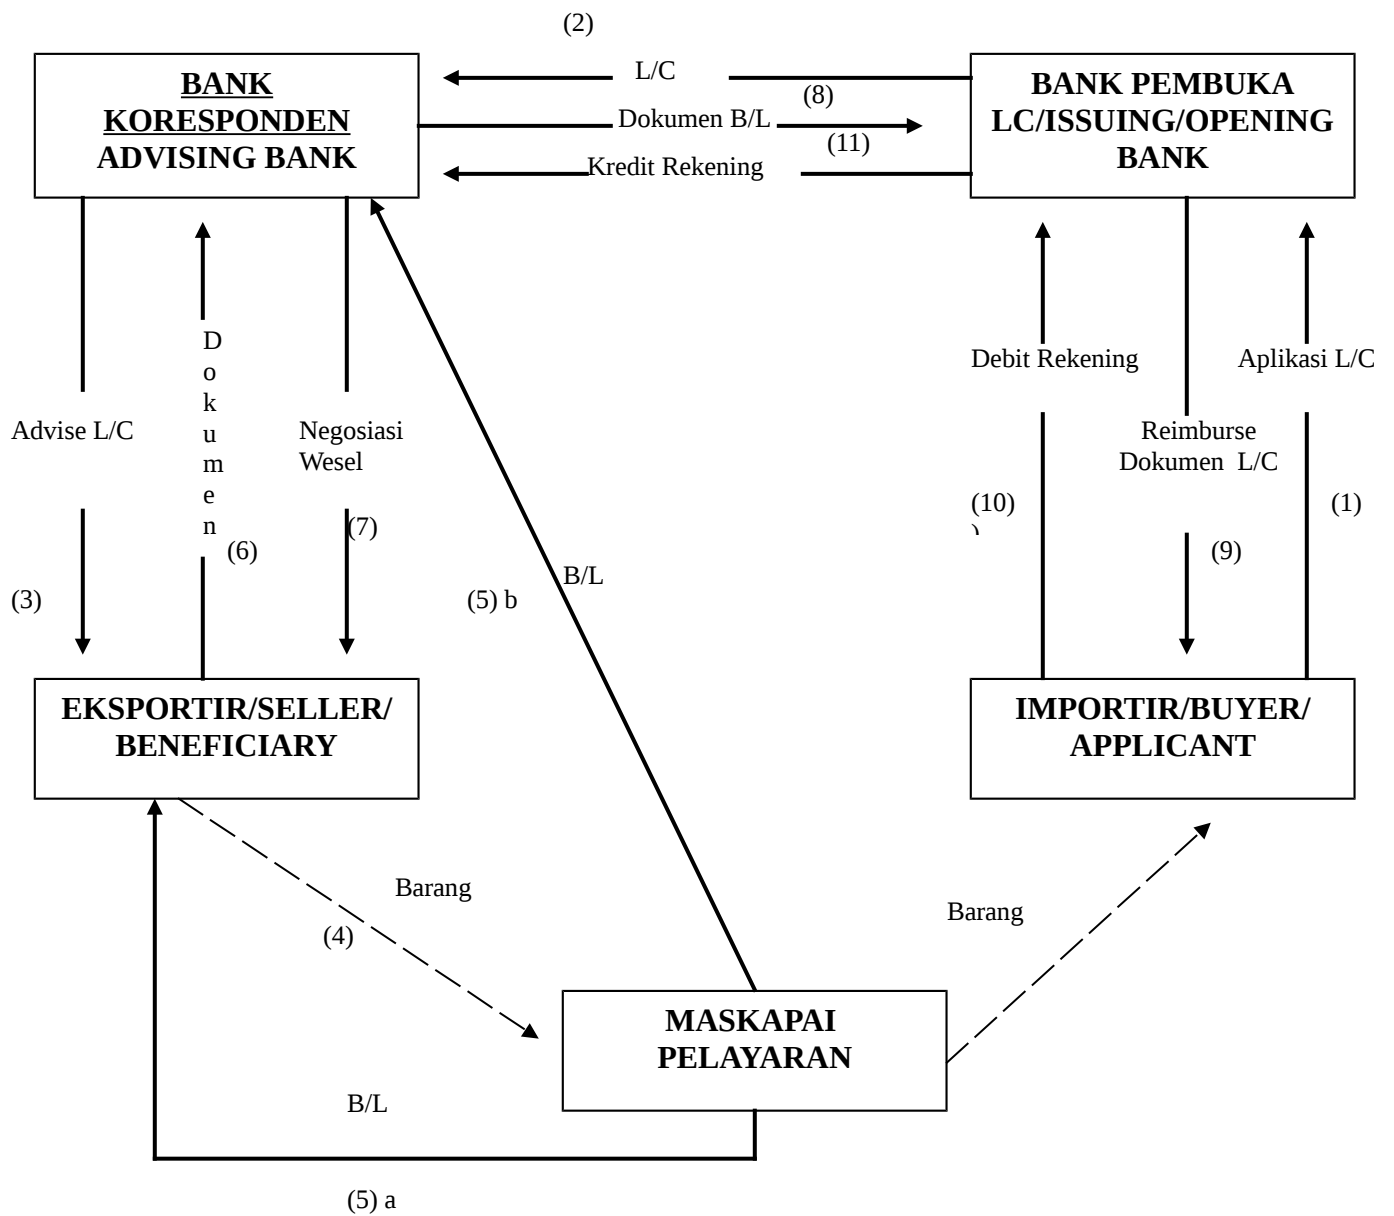 (2)
BANK
KORESPONDEN
ADVISING BANK
L/C
(8)
Dokumen B/L
(11)
Kredit Rekening
BANK PEMBUKA
LC/ISSUING/OPENING
BANK
D
o
k
u
m
e
n
Advise L/C
Negosiasi
Wesel
Debit Rekening
Aplikasi L/C
Reimburse
Dokumen L/C
(10)
)
(1)
(7)
(6)
(9)
(3)
(5) b
B/L
EKSPORTIR/SELLER/
BENEFICIARY
IMPORTIR/BUYER/
APPLICANT
Barang
(4)
Barang
MASKAPAI
PELAYARAN
B/L
(5) a